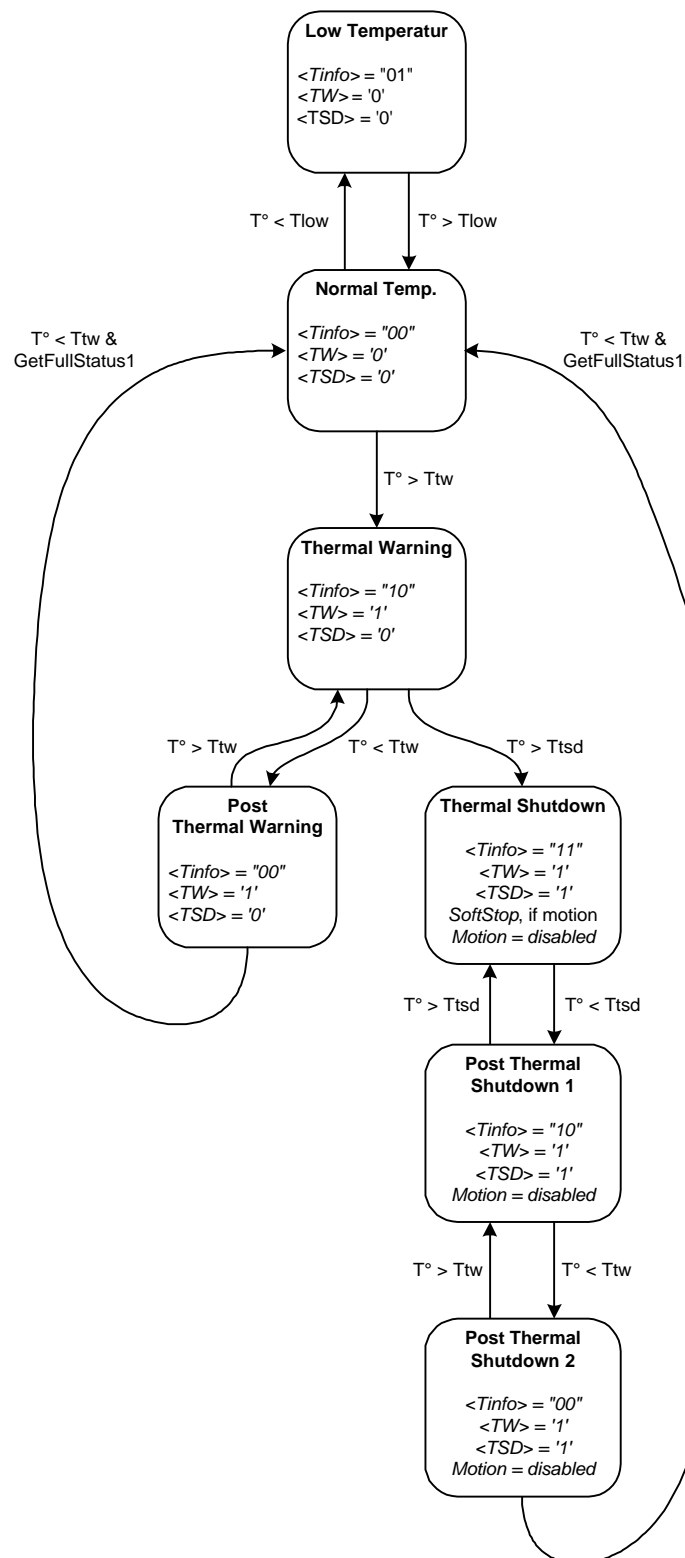 Low Temperatur
<Tinfo> = "01"
<TW> = '0'
<TSD> = '0'
T° < Tlow
T° > Tlow
Normal Temp.
<Tinfo> = "00"
<TW> = '0'
<TSD> = '0'
T° < Ttw &
GetFullStatus1
T° < Ttw &
GetFullStatus1
T° > Ttw
Thermal Warning
<Tinfo> = "10"
<TW> = '1'
<TSD> = '0'
T° > Ttw
T° < Ttw
T° > Ttsd
Post
Thermal Warning
<Tinfo> = "00"
<TW> = '1'
<TSD> = '0'
Thermal Shutdown
<Tinfo> = "11"
<TW> = '1'
<TSD> = '1'
SoftStop, if motion
Motion = disabled
T° > Ttsd
T° < Ttsd
Post Thermal
Shutdown 1
<Tinfo> = "10"
<TW> = '1'
<TSD> = '1'
Motion = disabled
T° > Ttw
T° < Ttw
Post Thermal
Shutdown 2
<Tinfo> = "00"
<TW> = '1'
<TSD> = '1'
Motion = disabled